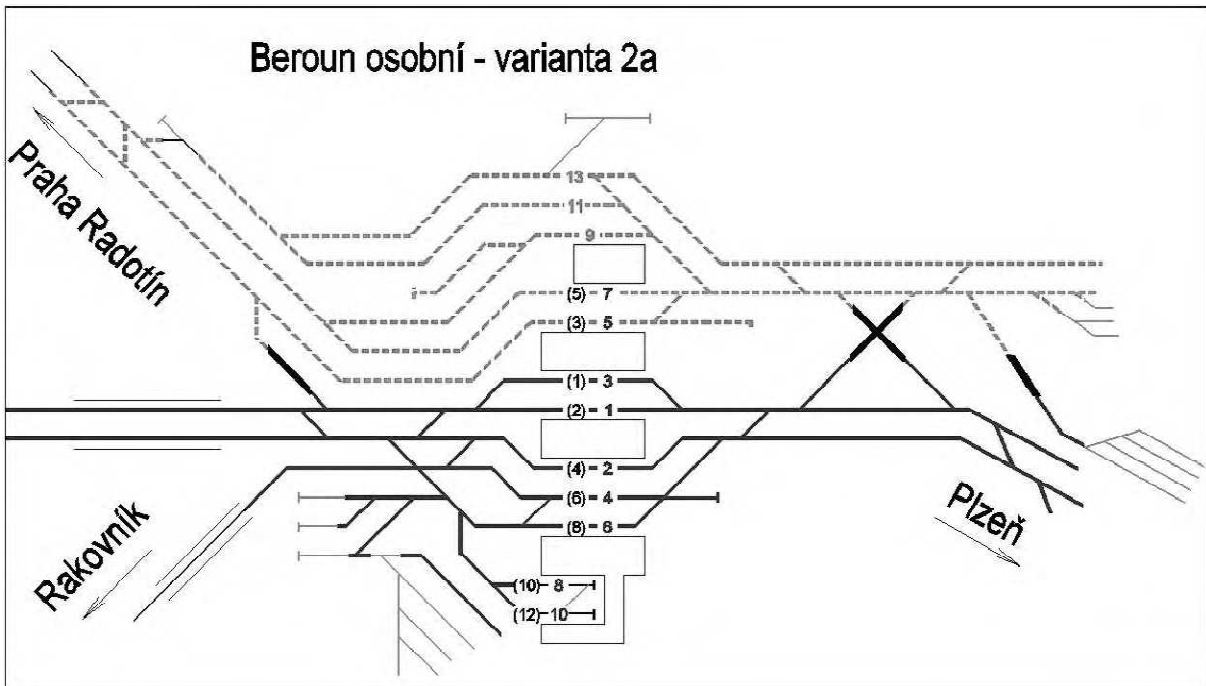 Beroun osobní - varianta 2a
Praha Radotín
13
11
9
(5) - 7
(3) - 5
(1) - 3
(2) - 1
(4) - 2
(6) - 4
(8) - 6
(10) - 8
(12) - 10
Rakovník
Plzeň